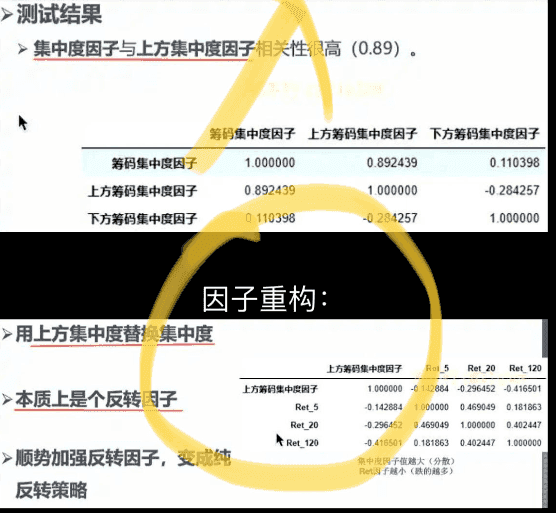 ➢测试结果
➢ 集中度因子与上方集中度因子相关性很高（0.89）。
筹码集中度因子 上方筹码集中度因子 下方筹码集中度因子
筹码集中度因子 1.000000 0.892439 0.110398
上方筹码集中度因子 0.892439 1.000000 -0.284257
下方筹码集中度因子 0.110398 -0.284257 1.000000
因子重构：
➢用上方集中度替换集中度
➢本质上是个反转因子
➢顺势加强反转因子，变成纯
反转策略
上方筹码集中度因子 Ret_5 Ret_20 Ret_120
上方筹码集中度因子 1.000000 -0.142884 -0.296452 -0.416501
Ret_5 -0.142884 1.000000 0.469049 0.181863
Ret_20 -0.296452 0.469049 1.000000 0.402447
Ret_120 -0.416501 0.181863 0.402447 1.000000
集中度因子值越大（分散）
Ret因子越小（跌的越多）